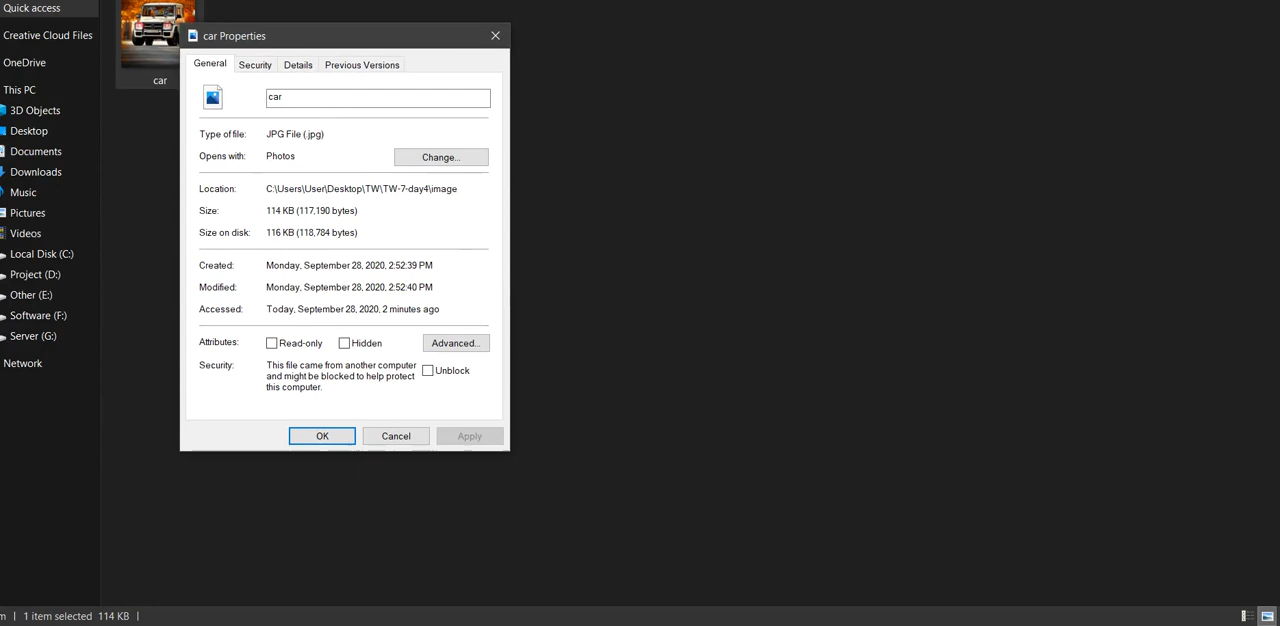 Quick access
Creative Cloud Files
OneDrive
This PC
3D Objects
Desktop
Documents
Downloads
Music
Pictures
Videos
Local Disk (C:)
Project (D:)
Other (E:)
Software (F:)
Server (G:)
Network
car
car Properties
General Security Details Previous Versions
car
Type of file: JPG File (.jpg)
Opens with: Photos Change...
Location: C:\Users\User\Desktop\TW\TW-7-day4\image
Size: 114 KB (117,190 bytes)
Size on disk: 116 KB (118,784 bytes)
Created: Monday, September 28, 2020, 2:52:39 PM
Modified: Monday, September 28, 2020, 2:52:40 PM
Accessed: Today, September 28, 2020, 2 minutes ago
Attributes: Read-only Hidden Advanced...
Security: This file came from another computer
and might be blocked to help protect Unblock
this computer.
OK Cancel Apply
1 item selected 114 KB